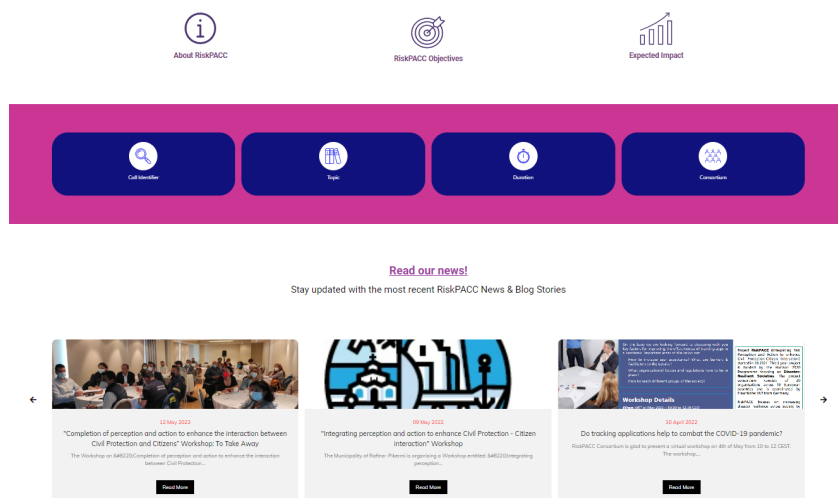 About RiskPACC
RiskPACC Objectives
Expected Impact
Call Identifier
Topic
Duration
Consortium
Read our news!
Stay updated with the most recent RiskPACC News & Blog Stories
12 May 2022
"Completion of perception and action to enhance the interaction between
Civil Protection and Citizens" Workshop: To Take Away
The Workshop on &#8220;Completion of perception and action to enhance the interaction
between Civil Protection...
Read More
09 May 2022
"Integrating perception and action to enhance Civil Protection - Citizen
interaction" Workshop
The Municipality of Rafina-Pikermi is organising a Workshop entitled &#8220;Integrating
perception...
Read More
Workshop Details
30 April 2022
Do tracking applications help to combat the COVID-19 pandemic?
RiskPACC Consortium is glad to present a virtual workshop on 4th of May from 10 to 12 CEST.
The workshop...
Read More